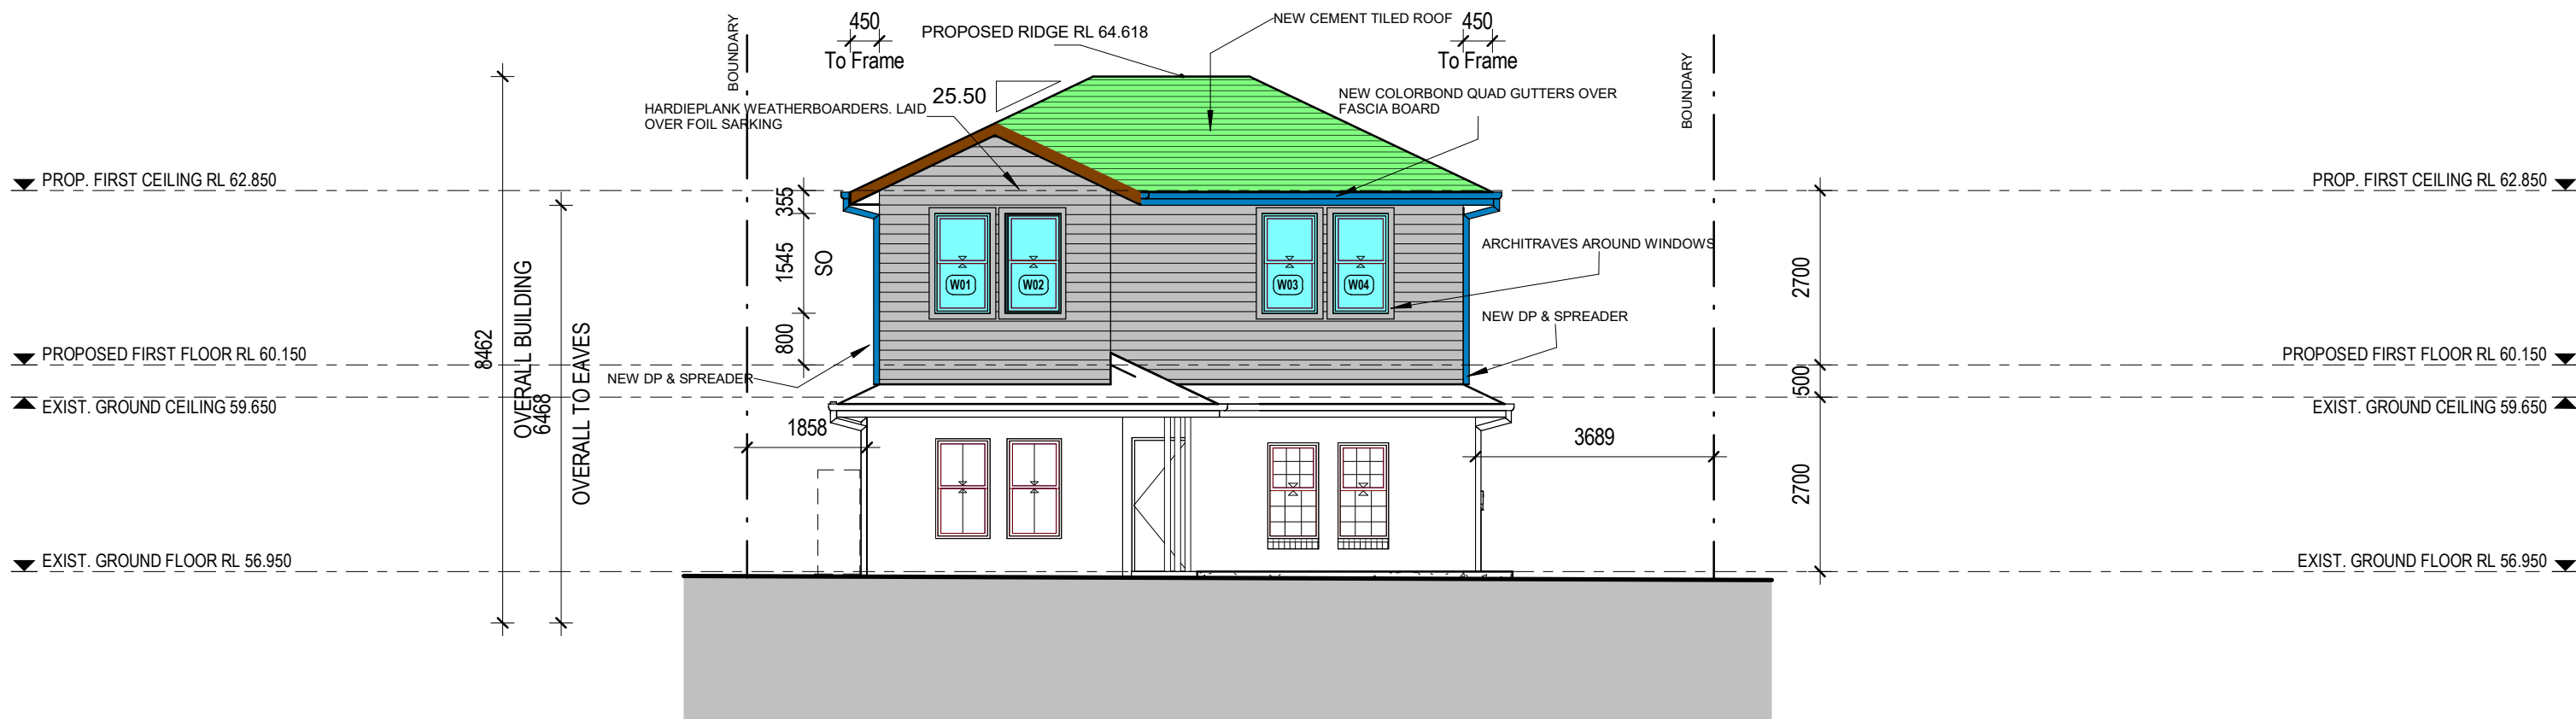 450
NEW CEMENT TILED ROOF
450
PROPOSED RIDGE RL 64.618
BOUNDARY
To Frame
To Frame
BOUNDARY
25.50
HARDIEPLANK WEATHERBOARDERS. LAID
OVER FOIL SARKING
NEW COLORBOND QUAD GUTTERS OVER
FASCIA BOARD
PROP. FIRST CEILING RL 62.850
PROP. FIRST CEILING RL 62.850
355
1545
SO
800
W01
W02
W03
W04
ARCHITRAVES AROUND WINDOWS
2700
NEW DP & SPREADER
8462
OVERALL BUILDING
6468
OVERALL TO EAVES
PROPOSED FIRST FLOOR RL 60.150
PROPOSED FIRST FLOOR RL 60.150
NEW DP & SPREADER
500
EXIST. GROUND CEILING 59.650
EXIST. GROUND CEILING 59.650
1858
3689
2700
EXIST. GROUND FLOOR RL 56.950
EXIST. GROUND FLOOR RL 56.950